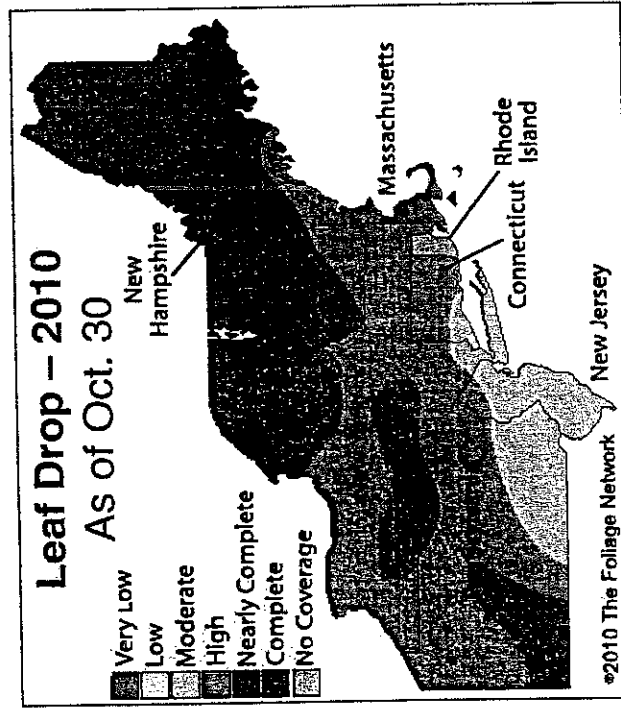 Leaf Drop – 2010
As of Oct. 30
Very Low
Low
Moderate
High
Nearly Complete
Complete
No Coverage
New
Hampshire
Massachusetts
Rhode
Island
Connecticut
New Jersey
©2010 The Foliage Network